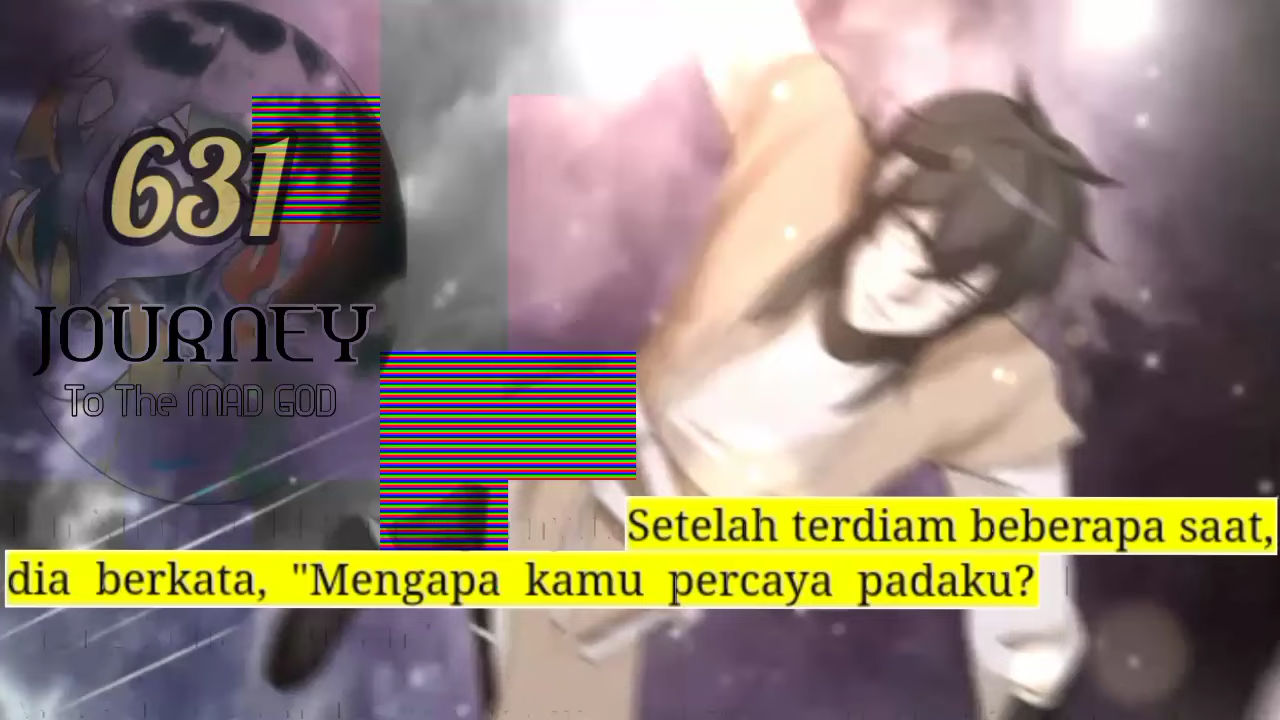 631
JOURNEY
To The MAD GOD
Setelah terdiam beberapa saat,
dia berkata, "Mengapa kamu percaya padaku?